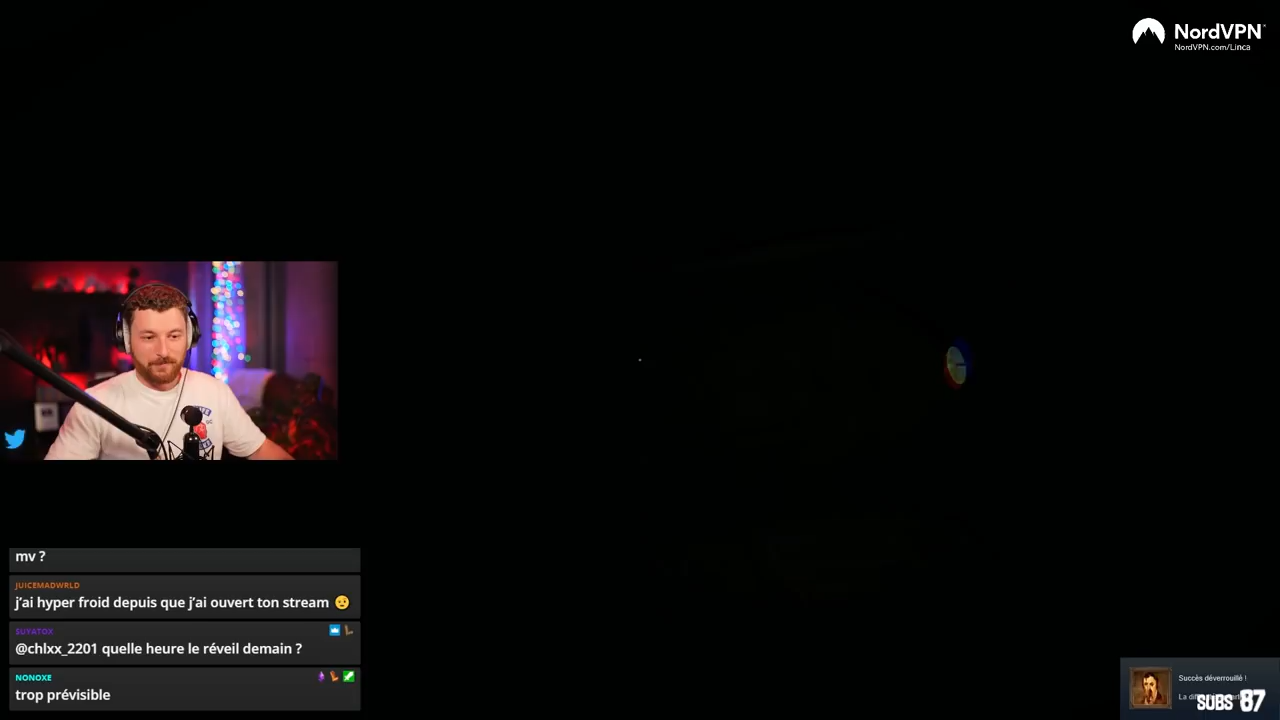 NordVPN
NordVPN.com/Linca
mv ?
JUICEMADWRLD
j'ai hyper froid depuis que j'ai ouvert ton stream 😟
SUYATOX
@chlxx_2201 quelle heure le réveil demain ?
NONOXE
trop prévisible
Succès déverrouillé !
La
SUBS 87